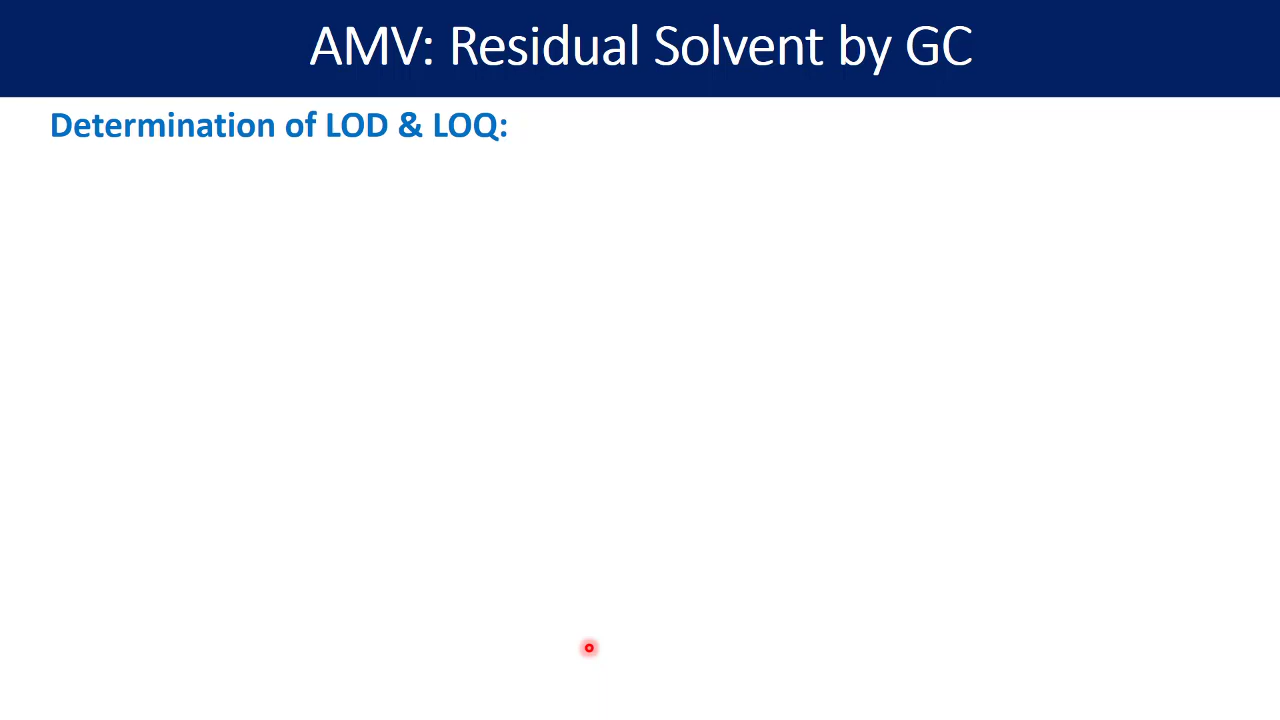 AMV: Residual Solvent by GC
Determination of LOD & LOQ: